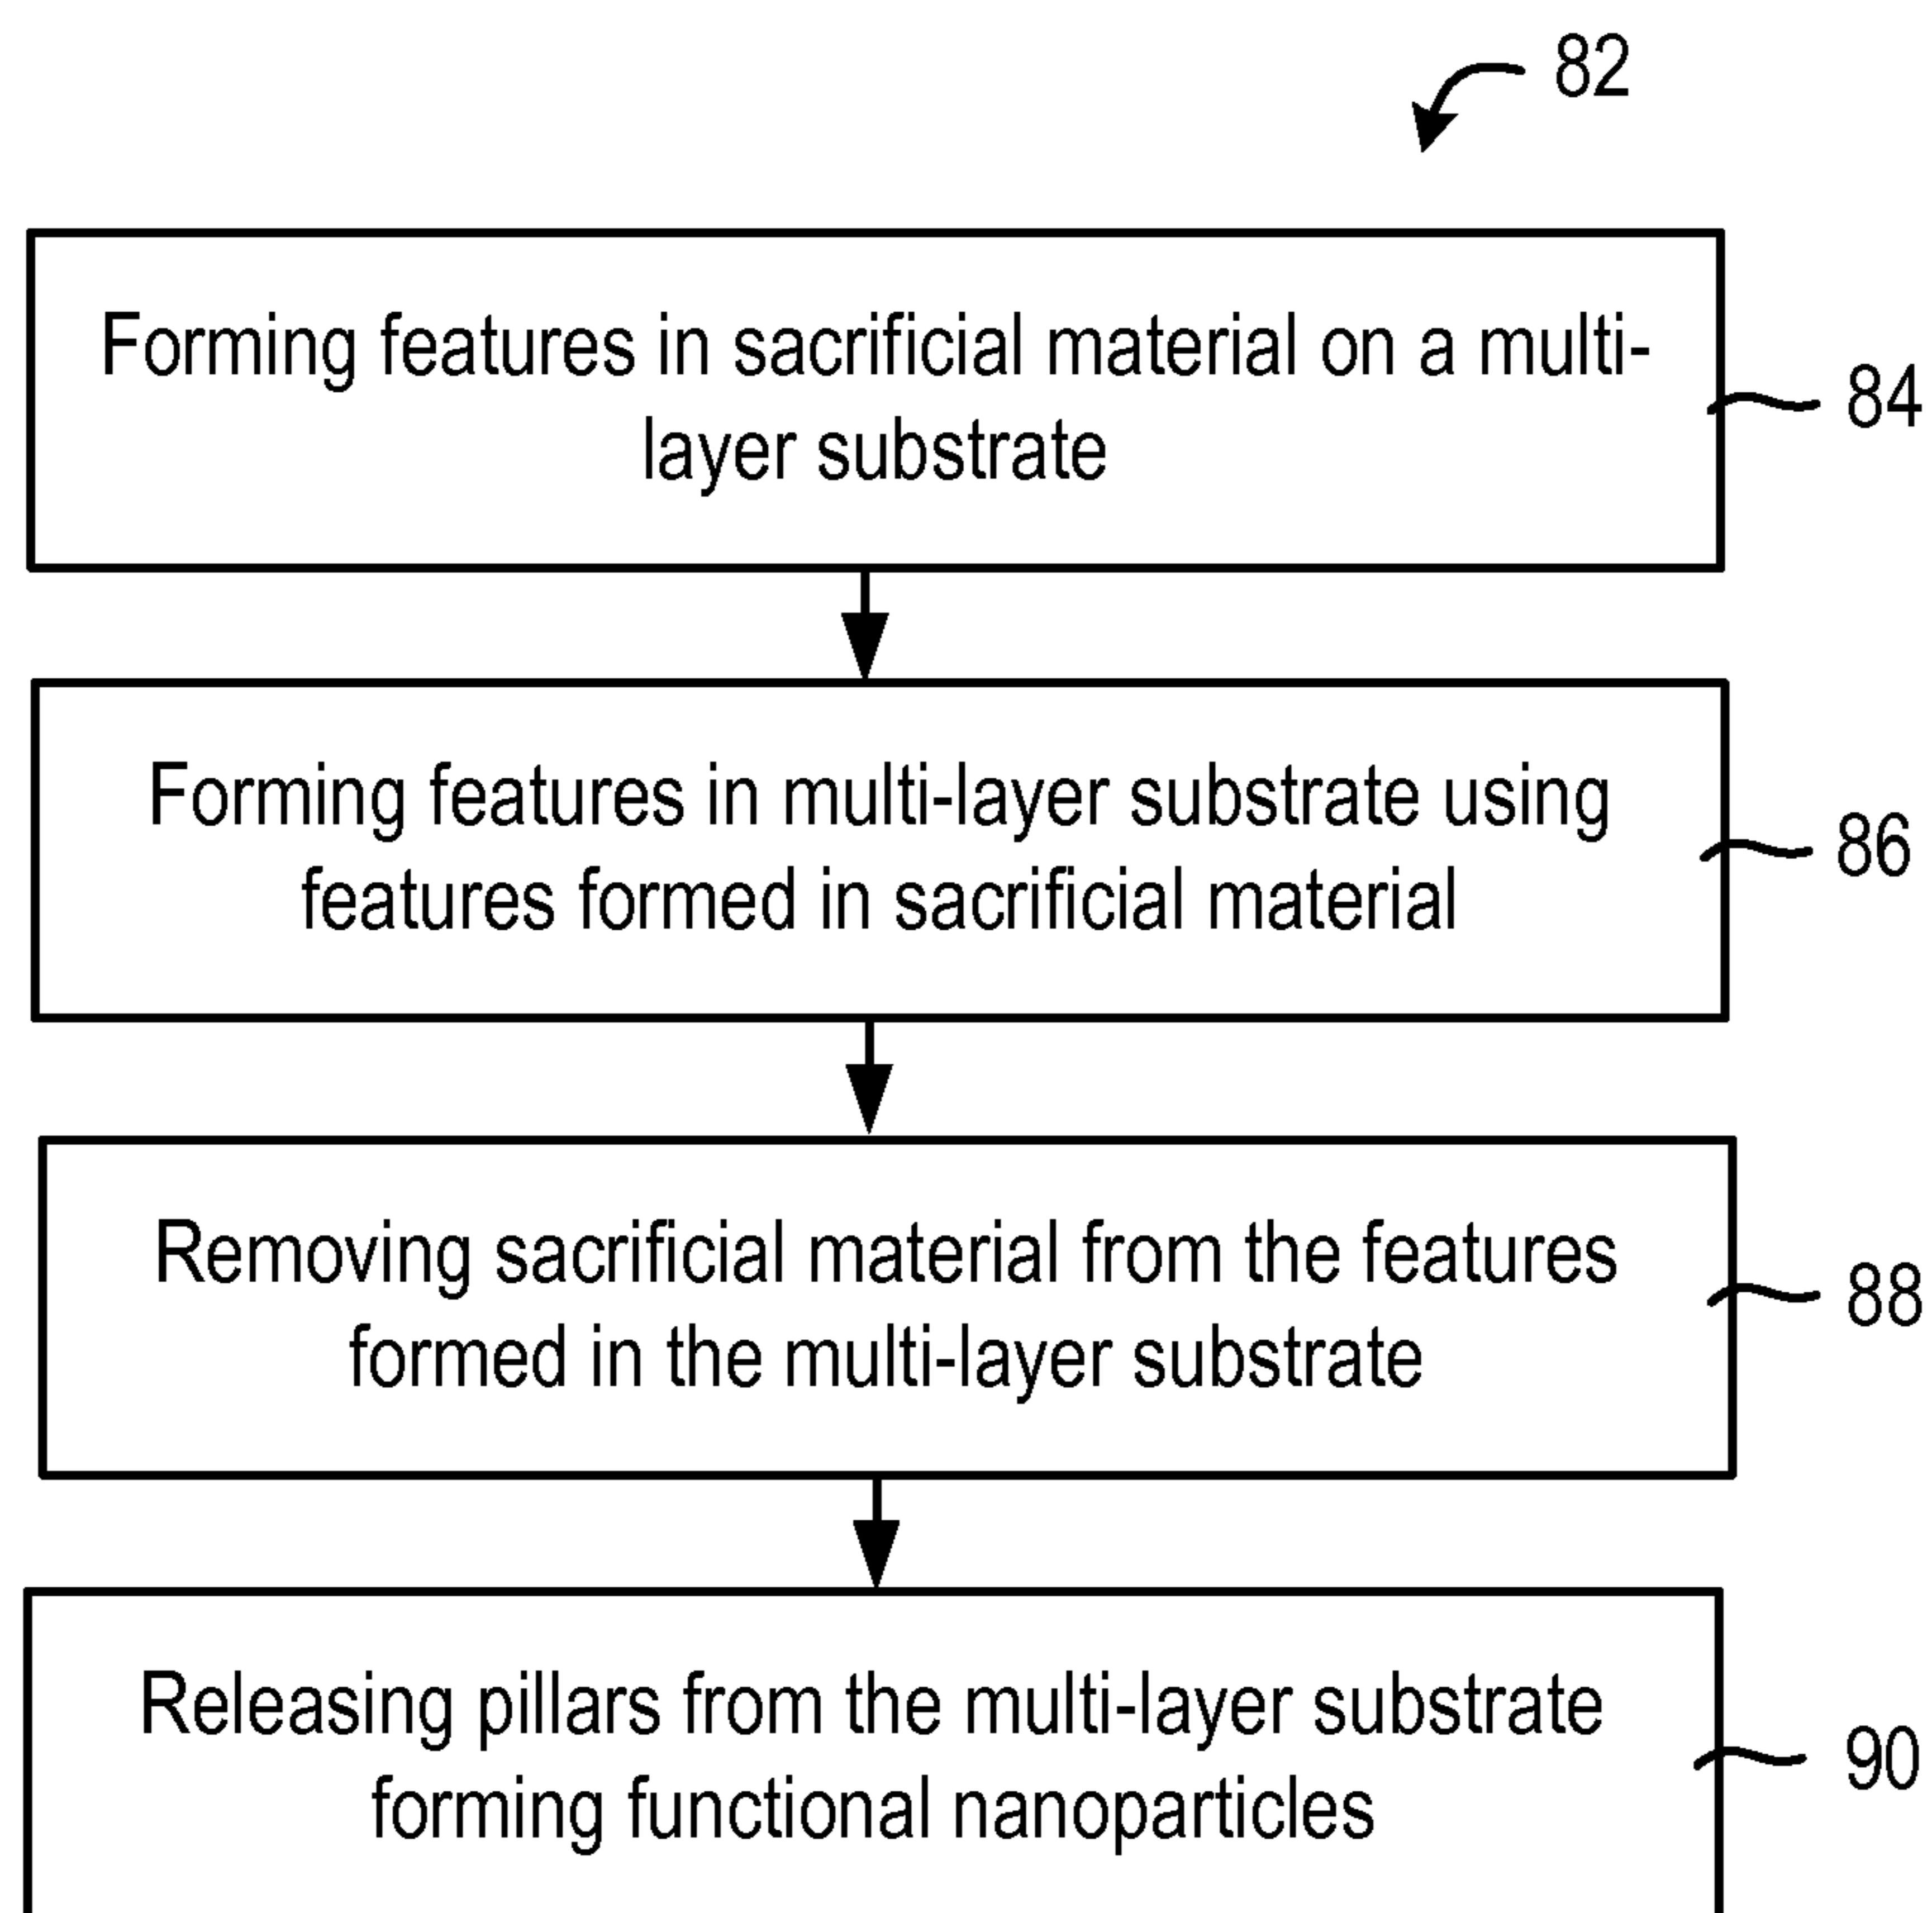 82
Forming features in sacrificial material on a multi-
layer substrate
84
Forming features in multi-layer substrate using
features formed in sacrificial material
86
Removing sacrificial material from the features
formed in the multi-layer substrate
88
Releasing pillars from the multi-layer substrate
forming functional nanoparticles
90